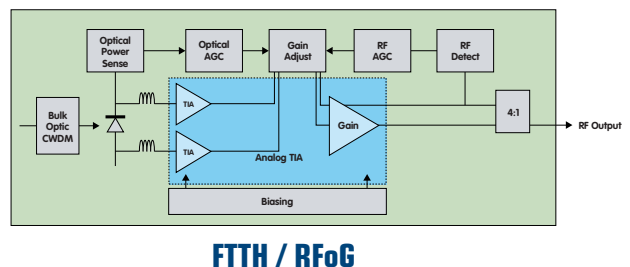 Optical
Power
Sense
Optical
AGC
Gain
Adjust
RF
AGC
RF
Detect
Bulk
Optic
CWDM
TIA
TIA
Gain
Analog TIA
4:1
RF Output
Biasing
FTTH / RFoG